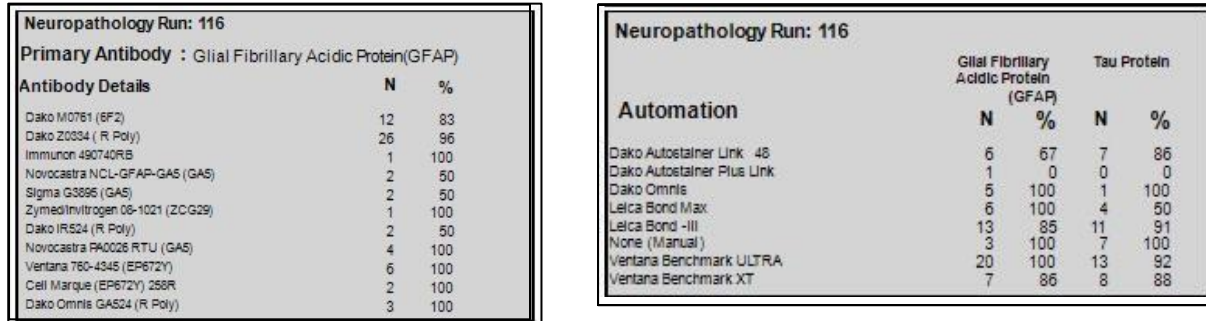 Neuropathology Run: 116
Primary Antibody : Glial Fibrillary Acidic Protein(GFAP)
Antibody Details N %
Dako M0761 (6F2) 12 83
Dako Z0334 ( R Poly) 26 96
Immunon 490740RB 1 100
Novocastra NCL-GFAP-GA5 (GA5) 2 50
Sigma G3895 (GA5) 2 50
Zymed/Invitrogen 08-1021 (ZCG29) 1 100
Dako IR524 (R Poly) 2 50
Novocastra PA0026 RTU (GA5) 4 100
Ventana 760-4345 (EP672Y) 6 100
Cell Marque (EP672Y) 258R 2 100
Dako Omnis GA524 (R Poly) 3 100
Neuropathology Run: 116
Glial Fibrillary Tau Protein
Acidic Protein
(GFAP)
Automation N % N %
Dako Autostainer Link 48 6 67 7 86
Dako Autostainer Plus Link 1 0 0 0
Dako Omnis 5 100 1 100
Leica Bond Max 6 100 4 50
Leica Bond -III 13 85 11 91
None (Manual) 3 100 7 100
Ventana Benchmark ULTRA 20 100 13 92
Ventana Benchmark XT 7 86 8 88